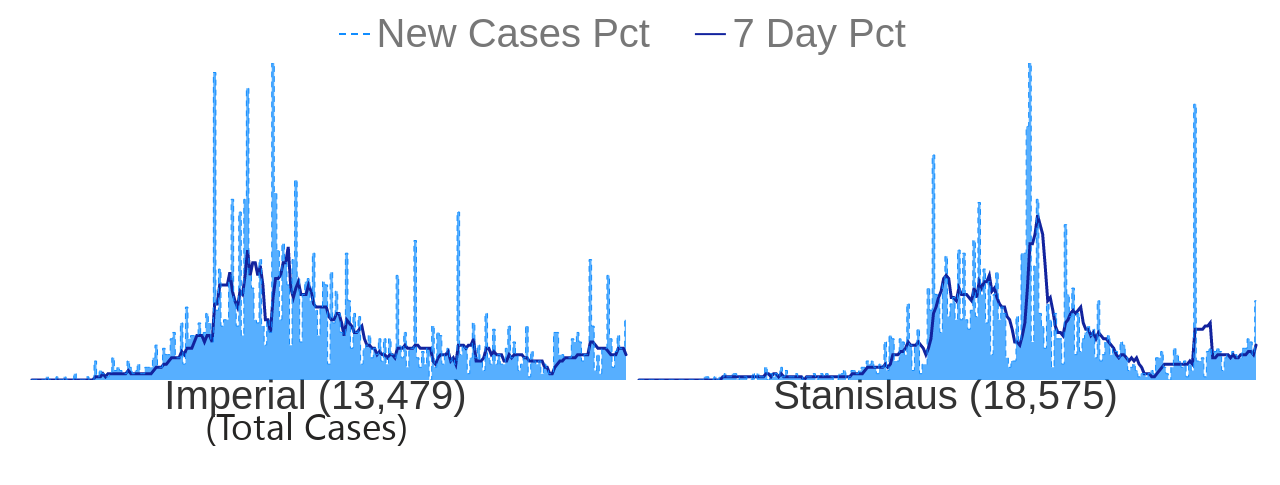 New Cases Pct 7 Day Pct
Imperial (13,479) Stanislaus (18,575)
(Total Cases)